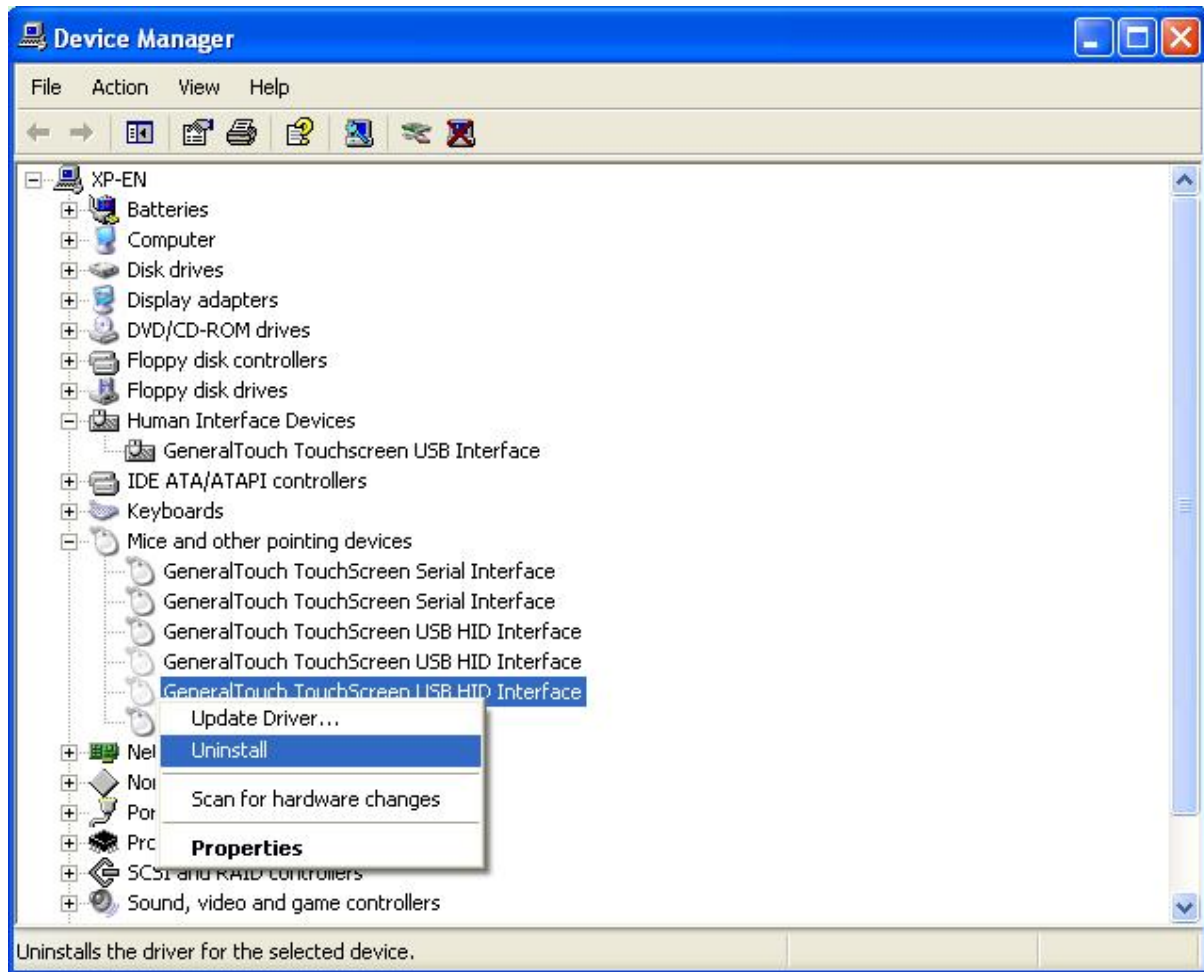 Device Manager
File Action View Help
XP-EN
Batteries
Computer
Disk drives
Display adapters
DVD/CD-ROM drives
Floppy disk controllers
Floppy disk drives
Human Interface Devices
GeneralTouch Touchscreen USB Interface
IDE ATA/ATAPI controllers
Keyboards
Mice and other pointing devices
GeneralTouch TouchScreen Serial Interface
GeneralTouch TouchScreen Serial Interface
GeneralTouch TouchScreen USB HID Interface
GeneralTouch TouchScreen USB HID Interface
GeneralTouch TouchScreen USB HID Interface
Update Driver...
Uninstall
Scan for hardware changes
Properties
SCSI and RAID controllers
Sound, video and game controllers
Uninstalls the driver for the selected device.